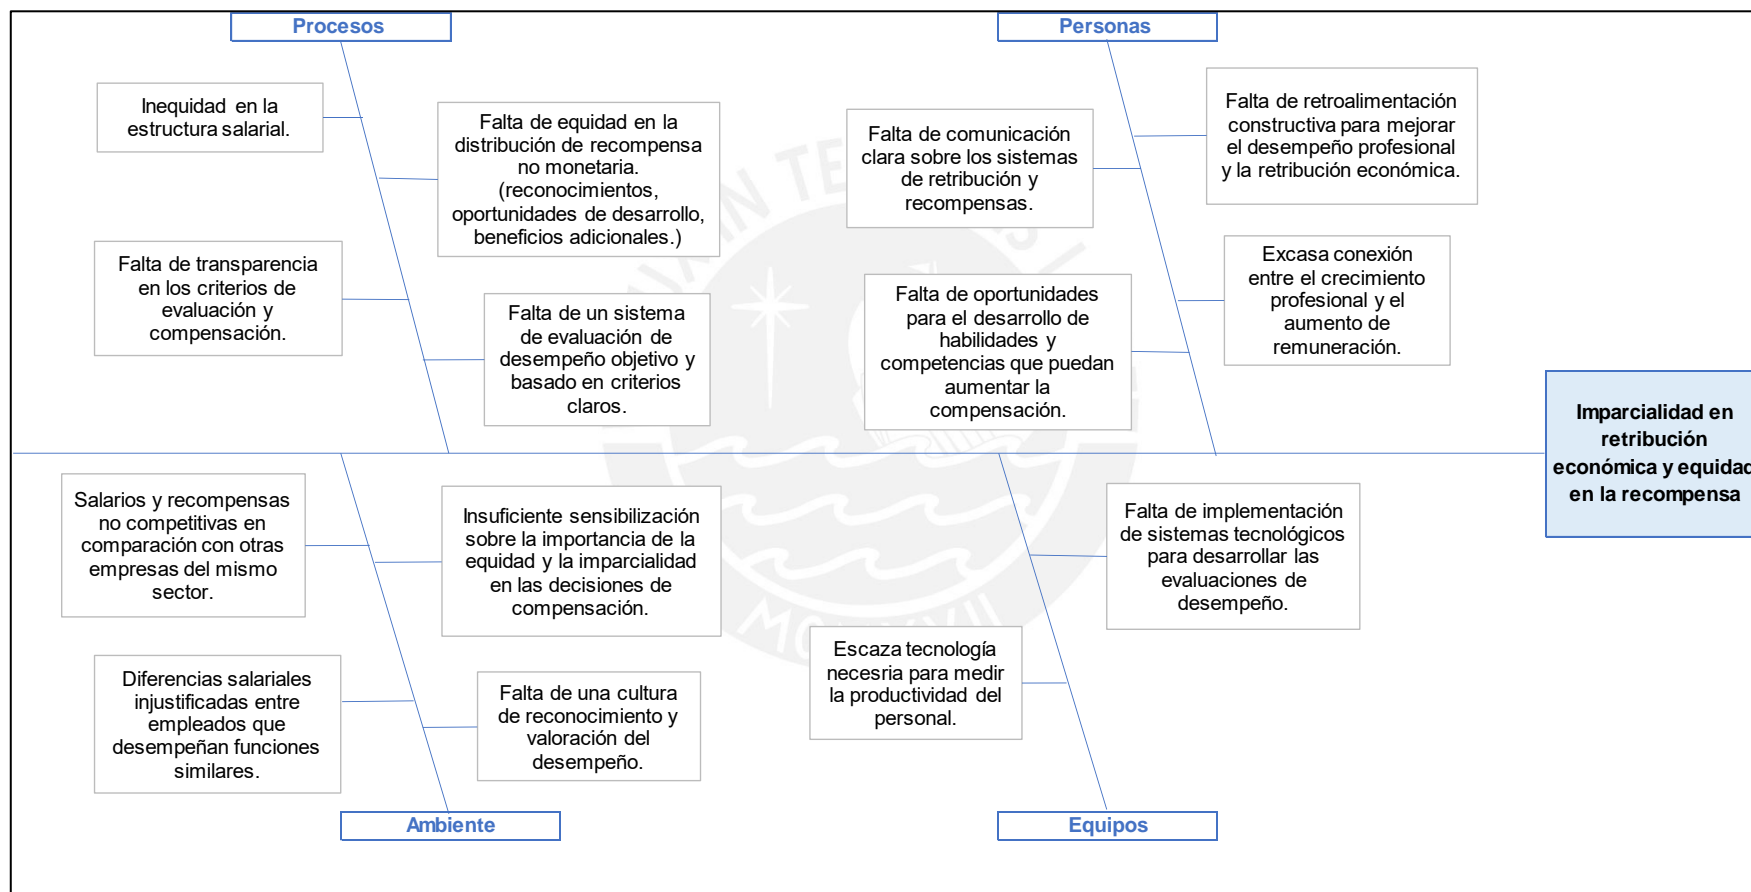 Procesos
Personas
Inequidad en la
estructura salarial.
Falta de equidad en la
distribución de recompensa
no monetaria.
(reconocimientos,
oportunidades de desarrollo,
beneficios adicionales.)
Falta de comunicación
clara sobre los sistemas
de retribución y
recompensas.
Falta de retroalimentación
constructiva para mejorar
el desempeño profesional
y la retribución económica.
Falta de transparencia
en los criterios de
evaluación y
compensación.
Falta de un sistema
de evaluación de
desempeño objetivo y
basado en criterios
claros.
Falta de oportunidades
para el desarrollo de
habilidades y
competencias que puedan
aumentar la
compensación.
Excasa conexión
entre el crecimiento
profesional y el
aumento de
remuneración.
Imparcialidad en
retribución
económica y equidad
en la recompensa
Salarios y recompensas
no competitivas en
comparación con otras
empresas del mismo
sector.
Insuficiente sensibilización
sobre la importancia de la
equidad y la imparcialidad
en las decisiones de
compensación.
Falta de implementación
de sistemas tecnológicos
para desarrollar las
evaluaciones de
desempeño.
Diferencias salariales
injustificadas entre
empleados que
desempeñan funciones
similares.
Falta de una cultura
de reconocimiento y
valoración del
desempeño.
Escaza tecnología
necesria para medir
la productividad del
personal.
Ambiente
Equipos